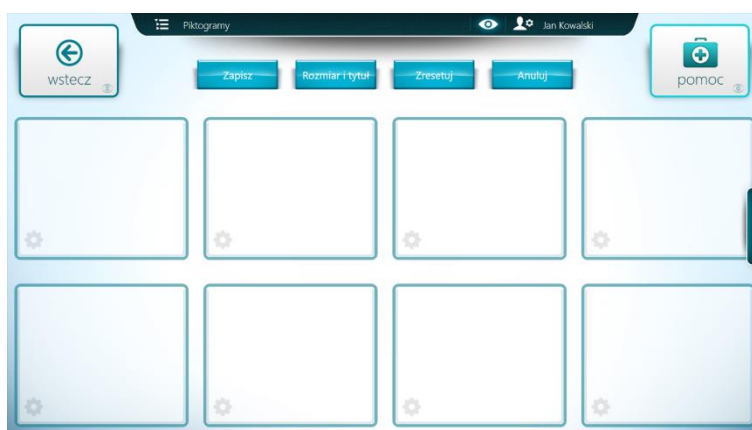 Piktogramy
Jan Kowalski
wstecz
Zapisz
Rozmiar i tytuł
Zresetuj
Anuluj
pomoc